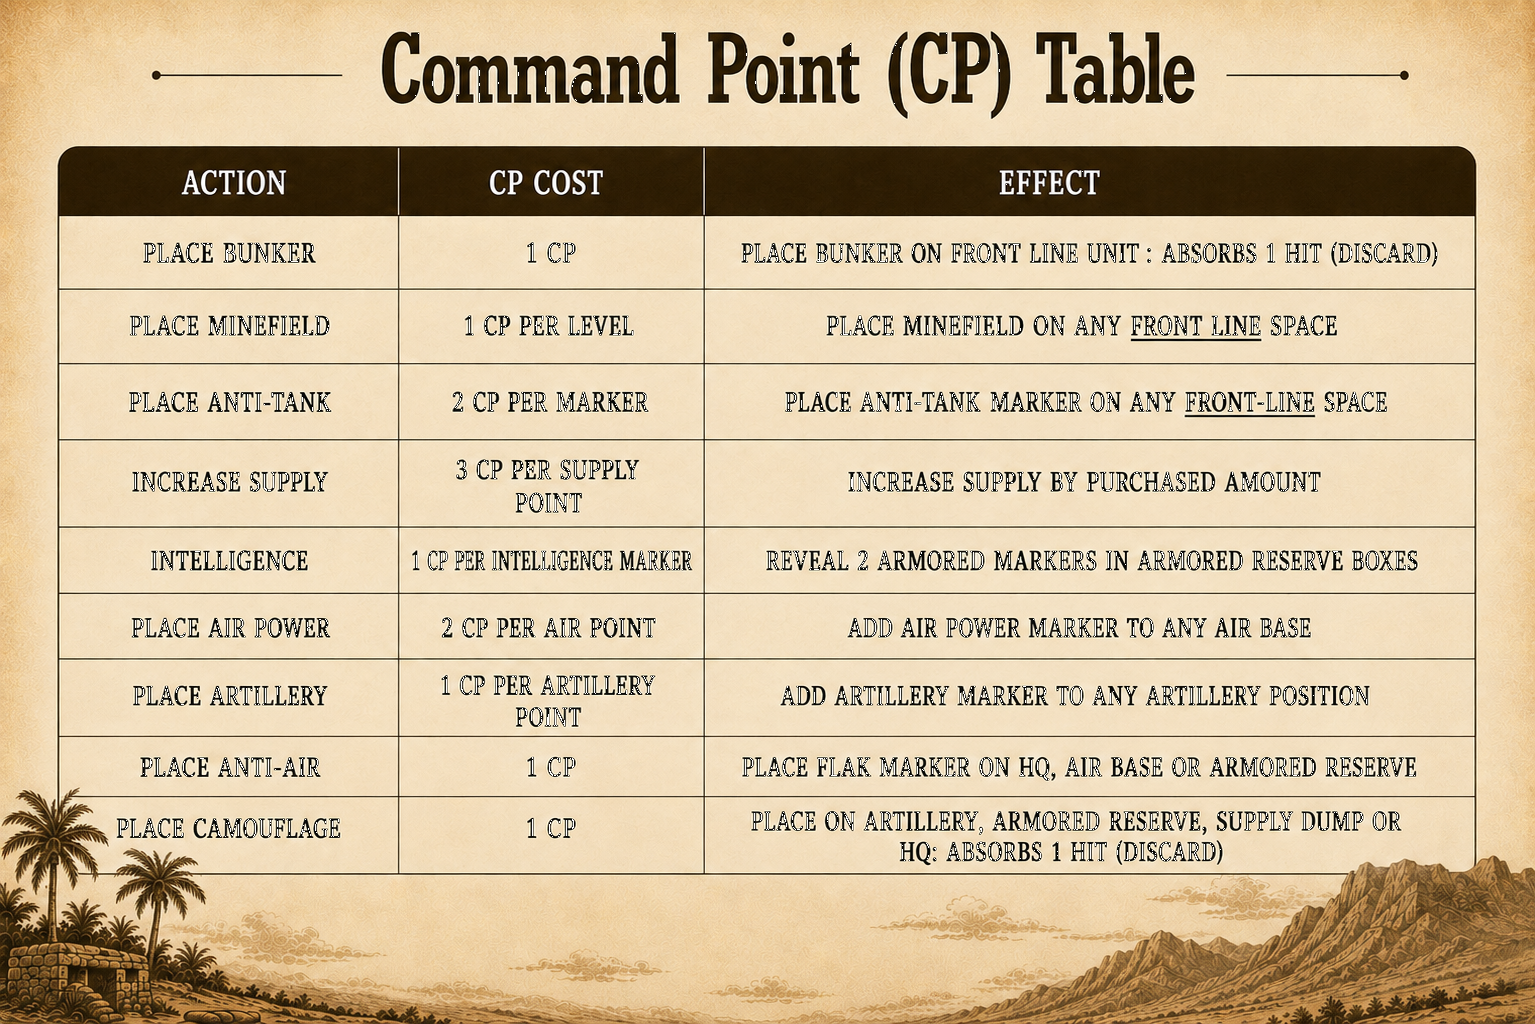 Command Point (CP) Table
ACTION CP COST EFFECT
PLACE BUNKER 1 CP PLACE BUNKER ON FRONT LINE UNIT : ABSORBS 1 HIT (DISCARD)
PLACE MINEFIELD 1 CP PER LEVEL PLACE MINEFIELD ON ANY FRONT LINE SPACE
PLACE ANTI-TANK 2 CP PER MARKER PLACE ANTI-TANK MARKER ON ANY FRONT-LINE SPACE
INCREASE SUPPLY 3 CP PER SUPPLY
POINT INCREASE SUPPLY BY PURCHASED AMOUNT
INTELLIGENCE 1 CP PER INTELLIGENCE MARKER REVEAL 2 ARMORED MARKERS IN ARMORED RESERVE BOXES
PLACE AIR POWER 2 CP PER AIR POINT ADD AIR POWER MARKER TO ANY AIR BASE
PLACE ARTILLERY 1 CP PER ARTILLERY
POINT ADD ARTILLERY MARKER TO ANY ARTILLERY POSITION
PLACE ANTI-AIR 1 CP PLACE FLAK MARKER ON HQ, AIR BASE OR ARMORED RESERVE
PLACE CAMOUFLAGE 1 CP PLACE ON ARTILLERY, ARMORED RESERVE, SUPPLY DUMP OR
HQ: ABSORBS 1 HIT (DISCARD)